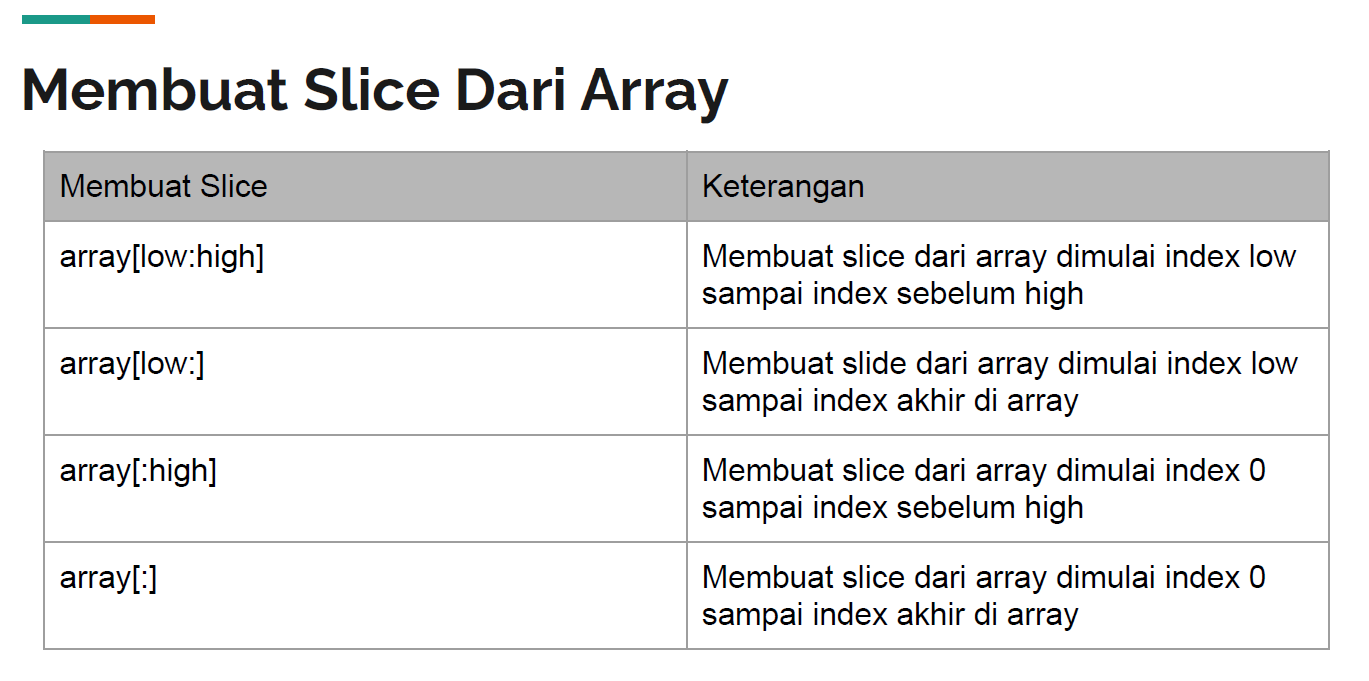 Membuat Slice Dari Array
Membuat Slice
Keterangan
array[low:high]
Membuat slice dari array dimulai index low
sampai index sebelum high
array[low:]
Membuat slide dari array dimulai index low
sampai index akhir di array
array[:high]
Membuat slice dari array dimulai index 0
sampai index sebelum high
array[:]
Membuat slice dari array dimulai index 0
sampai index akhir di array